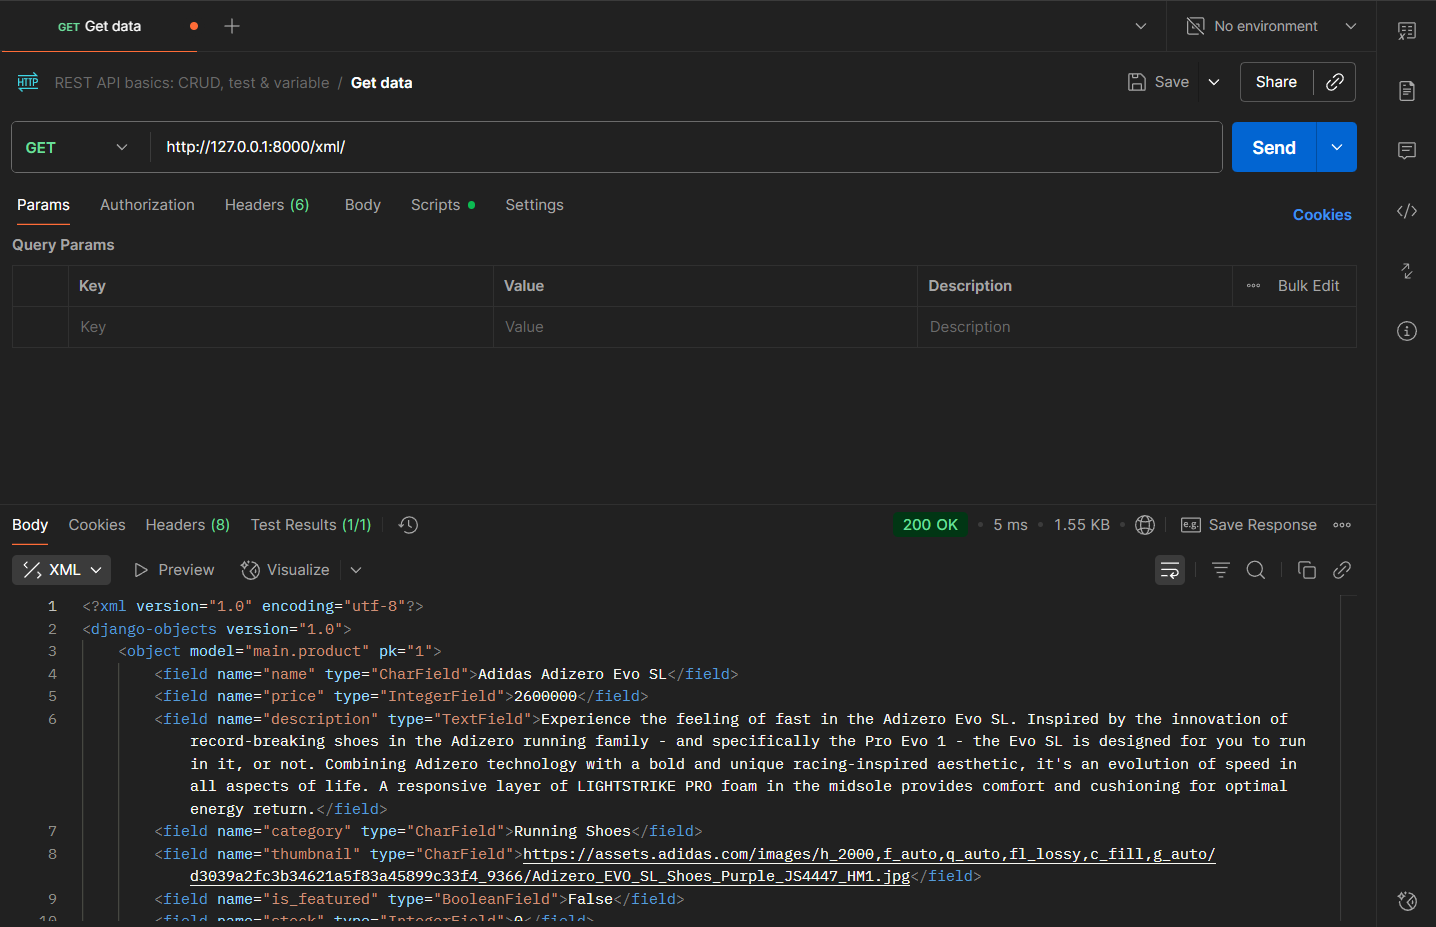 GET Get data
No environment
HTTP REST API basics: CRUD, test & variable / Get data
Save
Share
GET
http://127.0.0.1:8000/xml/
Send
Params Authorization Headers (6) Body Scripts Settings
Cookies
Query Params
Key Value Description Bulk Edit
Key Value Description
Body Cookies Headers (8) Test Results (1/1)
200 OK • 5 ms • 1.55 KB • e.g. Save Response
XML Preview Visualize
1 <?xml version="1.0" encoding="utf-8"?>
2 <django-objects version="1.0">
3 <object model="main.product" pk="1">
4 <field name="name" type="CharField">Adidas Adizero Evo SL</field>
5 <field name="price" type="IntegerField">2600000</field>
6 <field name="description" type="TextField">Experience the feeling of fast in the Adizero Evo SL. Inspired by the innovation of
record-breaking shoes in the Adizero running family - and specifically the Pro Evo 1 - the Evo SL is designed for you to run
in it, or not. Combining Adizero technology with a bold and unique racing-inspired aesthetic, it's an evolution of speed in
all aspects of life. A responsive layer of LIGHTSTRIKE PRO foam in the midsole provides comfort and cushioning for optimal
energy return.</field>
7 <field name="category" type="CharField">Running Shoes</field>
8 <field name="thumbnail" type="CharField">https://assets.adidas.com/images/h_2000,f_auto,q_auto,fl_lossy,c_fill,g_auto/
d3039a2fc3b34621a5f83a45899c33f4_9366/Adizero_EVO_SL_Shoes_Purple_JS4447_HM1.jpg</field>
9 <field name="is_featured" type="BooleanField">False</field>
10 <field name="stock" type="IntegerField">0</field>